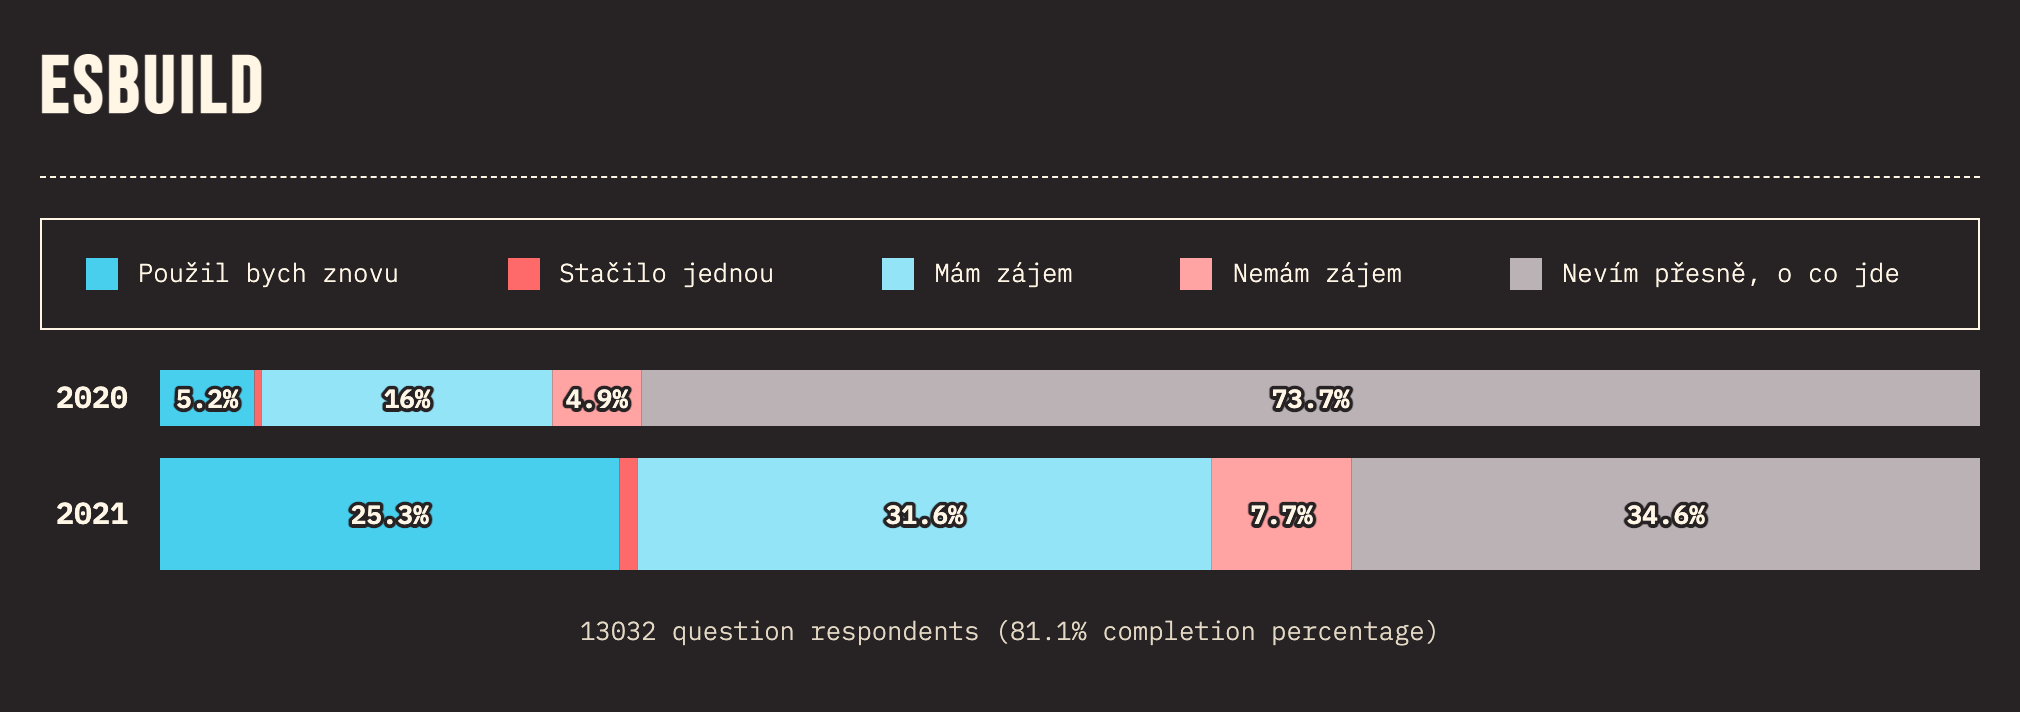 ESBUILD
Použil bych znovu Stačilo jednou Mám zájem Nemám zájem Nevím přesně, o co jde
2020 5.2% 16% 4.9% 73.7%
2021 25.3% 31.6% 7.7% 34.6%
13032 question respondents (81.1% completion percentage)